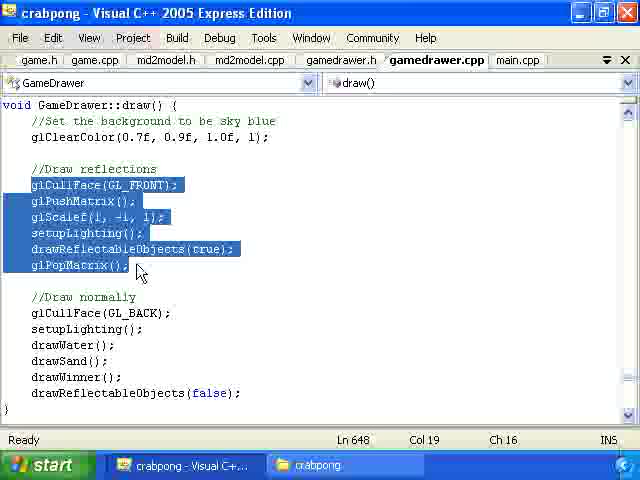 crabpong - Visual C++ 2005 Express Edition
File Edit View Project Build Debug Tools Window Community Help
game.h game.cpp md2model.h md2model.cpp gamedrawer.h gamedrawer.cpp main.cpp
GameDrawer draw()
void GameDrawer::draw() {
//Set the background to be sky blue
glClearColor(0.7f, 0.9f, 1.0f, 1);
//Draw reflections
glCullFace(GL_FRONT);
glPushMatrix();
glScalef(1, -1, 1);
setupLighting();
drawReflectableObjects(true);
glPopMatrix();
//Draw normally
glCullFace(GL_BACK);
setupLighting();
drawWater();
drawSand();
drawWinner();
drawReflectableObjects(false);
}
Ready Ln 648 Col 19 Ch 16 INS
start crabpong - Visual C+... crabpong